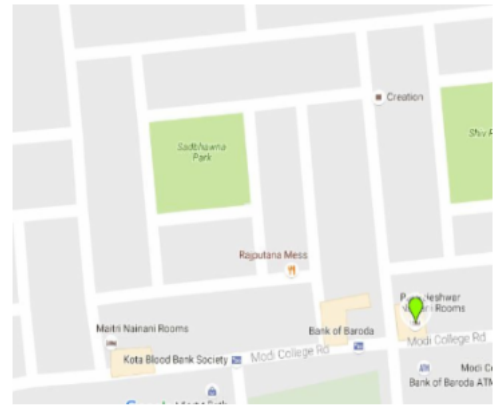 Creation
Sadbhawna
Park
Shiv
Rajputana Mess
Nainani Rooms
Maitri Nainani Rooms
Bank of Baroda
Modi College Rd
Kota Blood Bank Society
Modi College Rd
Modi
Bank of Baroda ATM